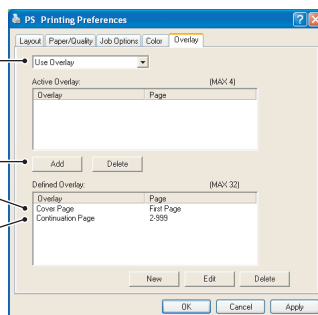 PS Printing Preferences
Layout Paper/Quality Job Options Color Overlay
Use Overlay
Active Overlay: (MAX 4)
Overlay Page
Add Delete
Defined Overlay: (MAX 32)
Overlay Page
Cover Page First Page
Continuation Page 2-999
New Edit Delete
OK Cancel Apply